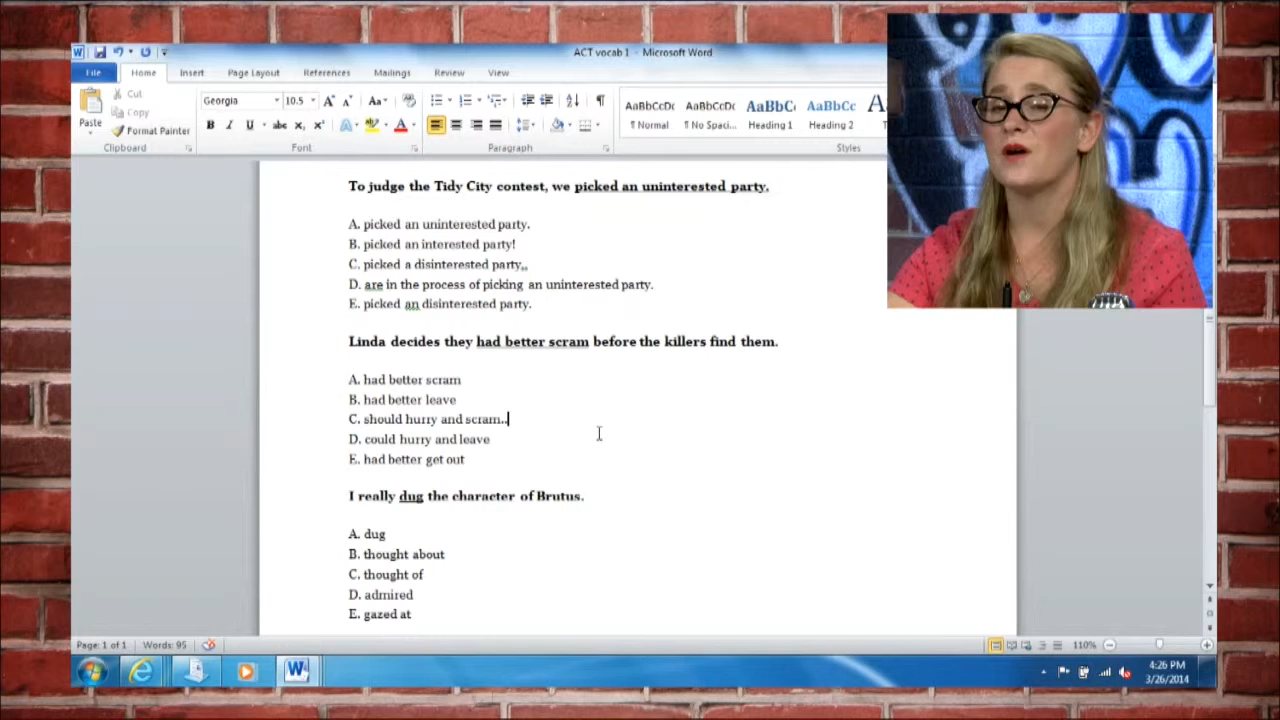 ACT vocab 1 - Microsoft Word
File Home Insert Page Layout References Mailings Review View
Cut
Copy
Paste
Format Painter
Georgia 10.5
AaBbCcDc AaBbCcDc AaBbC AaBbCc
¶ Normal ¶ No Spaci... Heading 1 Heading 2
Clipboard Font Paragraph Styles
To judge the Tidy City contest, we picked an uninterested party.
A. picked an uninterested party.
B. picked an interested party!
C. picked a disinterested party,,
D. are in the process of picking an uninterested party.
E. picked an disinterested party.
Linda decides they had better scram before the killers find them.
A. had better scram
B. had better leave
C. should hurry and scram..
D. could hurry and leave
E. had better get out
I really dug the character of Brutus.
A. dug
B. thought about
C. thought of
D. admired
E. gazed at
Page: 1 of 1 Words: 95 110%
4:26 PM
3/26/2014